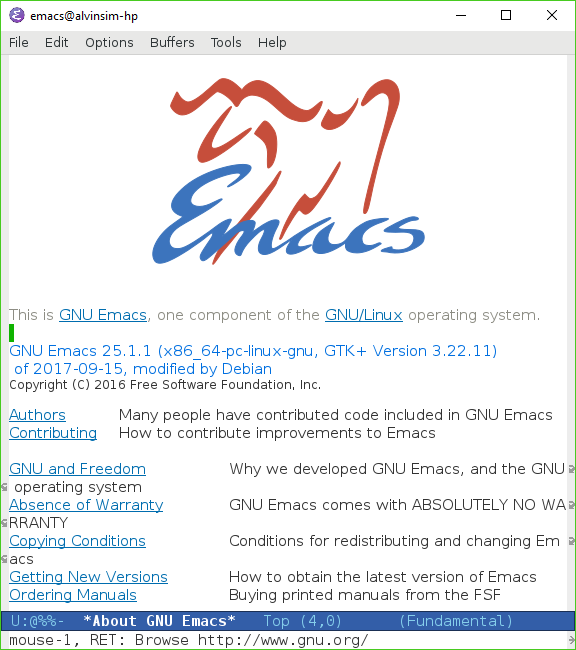 emacs@alvinsim-hp
File Edit Options Buffers Tools Help
Emacs
This is GNU Emacs, one component of the GNU/Linux operating system.
GNU Emacs 25.1.1 (x86_64-pc-linux-gnu, GTK+ Version 3.22.11)
of 2017-09-15, modified by Debian
Copyright (C) 2016 Free Software Foundation, Inc.
Authors Many people have contributed code included in GNU Emacs
Contributing How to contribute improvements to Emacs
GNU and Freedom Why we developed GNU Emacs, and the GNU
operating system
Absence of Warranty GNU Emacs comes with ABSOLUTELY NO WA
RRANTY
Copying Conditions Conditions for redistributing and changing Em
acs
Getting New Versions How to obtain the latest version of Emacs
Ordering Manuals Buying printed manuals from the FSF
U:@%%- *About GNU Emacs* Top (4,0) (Fundamental)
mouse-1, RET: Browse http://www.gnu.org/